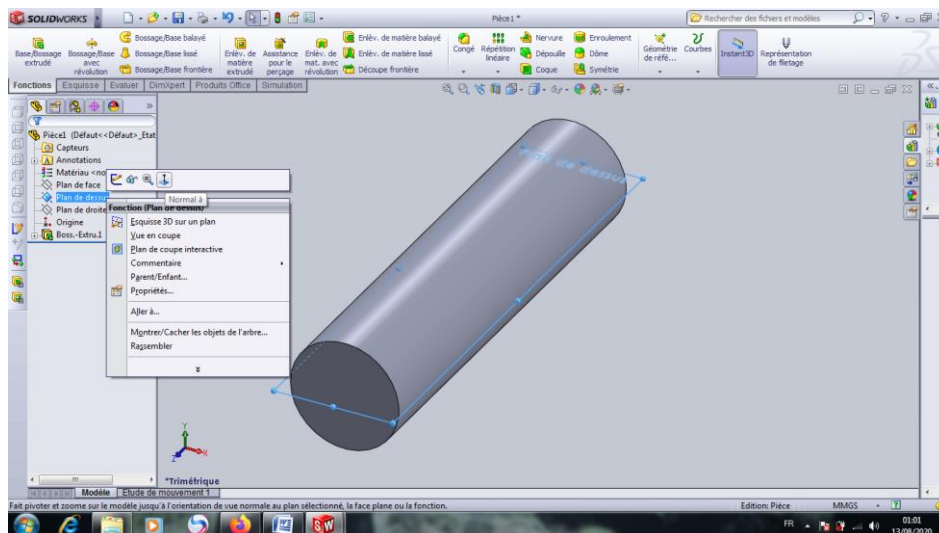 SOLIDWORKS
Pièce1 *
Rechercher des fichiers et modèles
Base/Bossage extrudé
Bossage/Base avec révolution
Bossage/Base balayé
Bossage/Base lissé
Bossage/Base frontière
Enlèv. de matière extrudé
Assistance pour le perçage
Enlèv. de mat. avec révolution
Enlèv. de matière balayé
Enlèv. de matière lissé
Découpe frontière
Congé
Répétition linéaire
Nervure
Dépouille
Coque
Enroulement
Dôme
Symétrie
Géométrie de réfé...
Courbes
Instant3D
Représentation de filetage
Fonctions Esquisse Evaluer DimXpert Produits Office Simulation
Pièce1 (Défaut<<Défaut>_Etat
Capteurs
Annotations
Matériau <no
Plan de face
Plan de dessu
Plan de droite
Origine
Boss.-Extru.1
Normal à
Fonction (Plan de dessus)
Esquisse 3D sur un plan
Vue en coupe
Plan de coupe interactive
Commentaire
Parent/Enfant...
Propriétés...
Aller à...
Montrer/Cacher les objets de l'arbre...
Rassembler
Plan de dessus
Y
X
Z
*Trimétrique
Modèle Etude de mouvement 1
Fait pivoter et zoome sur le modèle jusqu'à l'orientation de vue normale au plan sélectionné, la face plane ou la fonction.
Edition: Pièce
MMGS
FR
01:01
13/08/2020